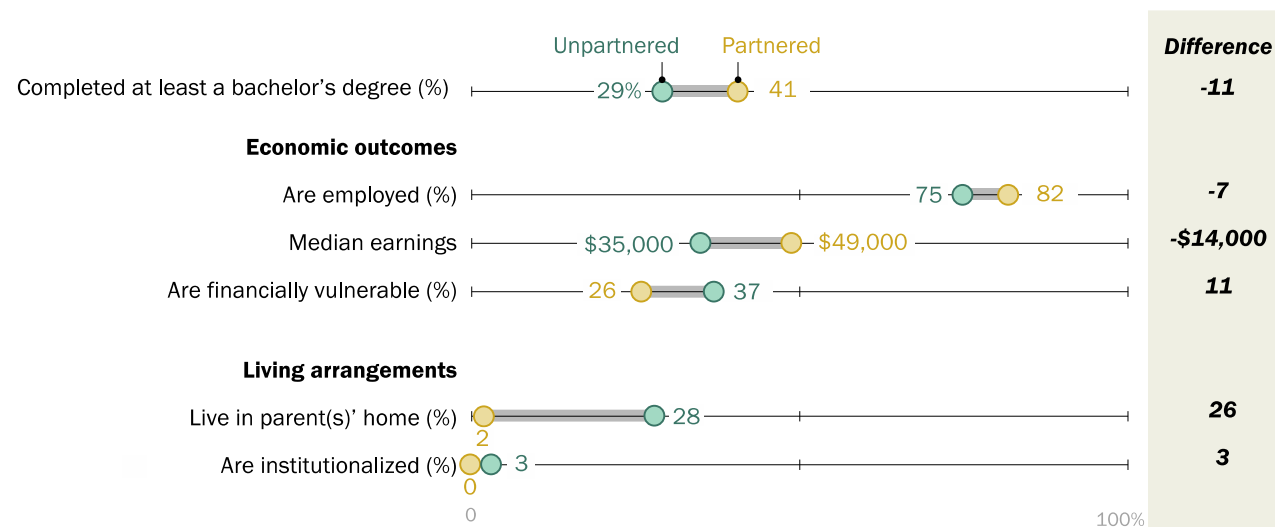 Unpartnered Partnered Difference
Completed at least a bachelor’s degree (%) 29% 41 -11
Economic outcomes
Are employed (%) 75 82 -7
Median earnings $35,000 $49,000 -$14,000
Are financially vulnerable (%) 26 37 11
Living arrangements
Live in parent(s)’ home (%) 28 26
2
Are institutionalized (%) 3 3
0
0 100%